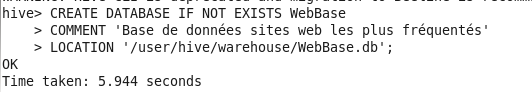 hive> CREATE DATABASE IF NOT EXISTS WebBase
    > COMMENT 'Base de données sites web les plus fréquentés'
    > LOCATION '/user/hive/warehouse/WebBase.db';
OK
Time taken: 5.944 seconds